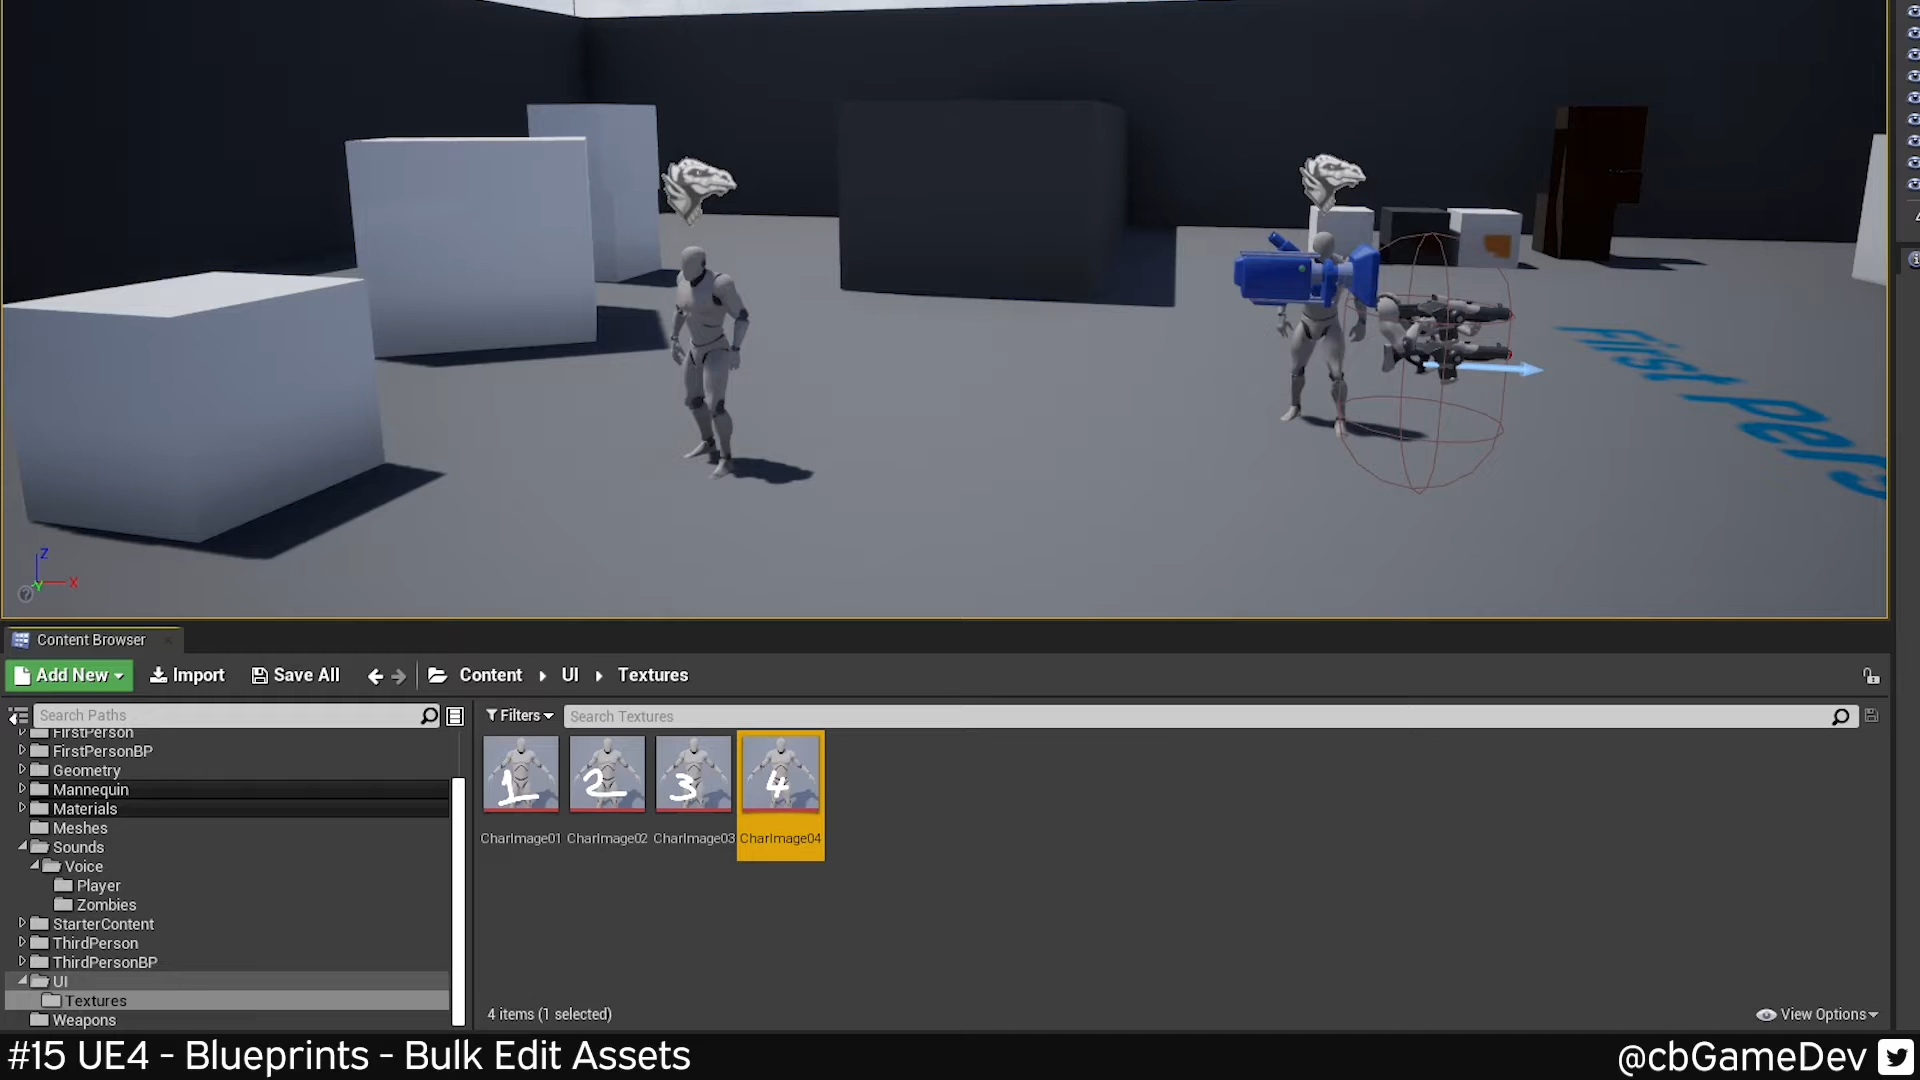 First Pers
Z
X
Y
?
Content Browser
Add New
Import
Save All
Content
UI
Textures
Search Paths
Filters
Search Textures
FirstPerson
FirstPersonBP
Geometry
Mannequin
Materials
Meshes
Sounds
Voice
Player
Zombies
StarterContent
ThirdPerson
ThirdPersonBP
UI
Textures
Weapons
1
2
3
4
CharImage01
CharImage02
CharImage03
CharImage04
4 items (1 selected)
View Options
#15 UE4 - Blueprints - Bulk Edit Assets
@cbGameDev